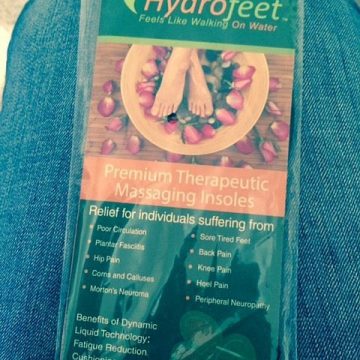 Hydrofeet™
Feels Like Walking On Water
Premium Therapeutic
Massaging Insoles
Relief for individuals suffering from
Poor Circulation
Plantar Fasciitis
Hip Pain
Corns and Calluses
Morton's Neuroma
Sore Tired Feet
Back Pain
Knee Pain
Heel Pain
Peripheral Neuropathy
Benefits of Dynamic
Liquid Technology:
Fatigue Reduction,
Cushioning